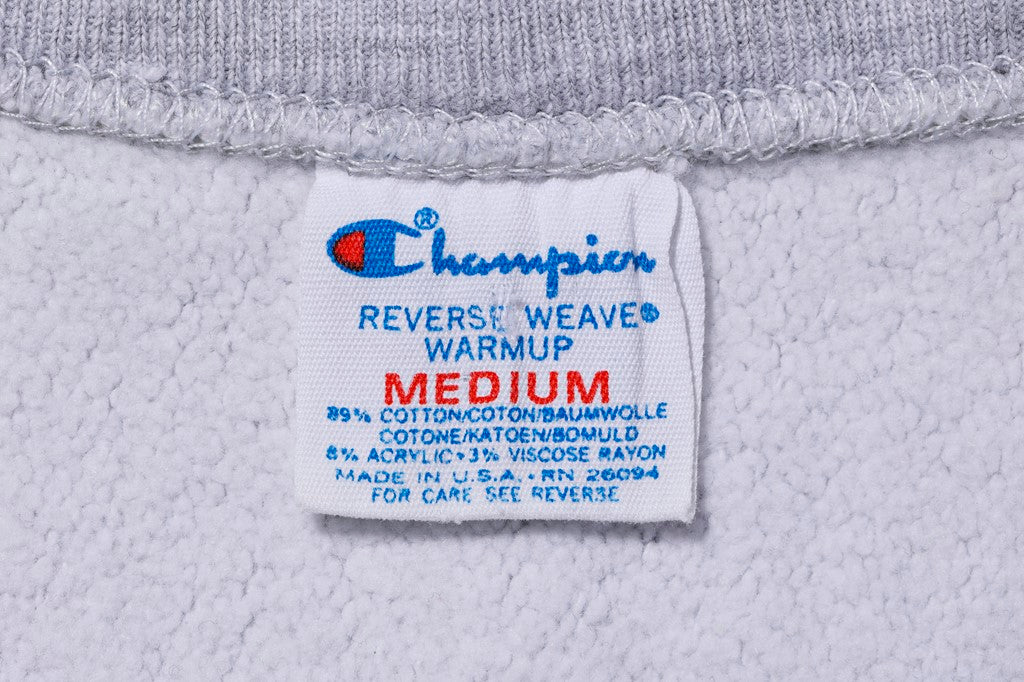 Champion®
REVERSE WEAVE®
WARMUP
MEDIUM
89% COTTON/COTON/BAUMWOLLE
COTONE/KATOEN/BOMULD
8% ACRYLIC • 3% VISCOSE RAYON
MADE IN U.S.A. • RN 26094
FOR CARE SEE REVERSE